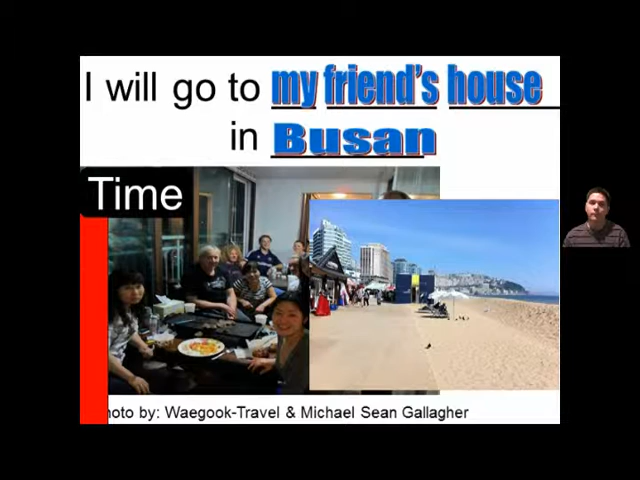 I will go to my friend's house
in Busan
Time
hoto by: Waegook-Travel & Michael Sean Gallagher